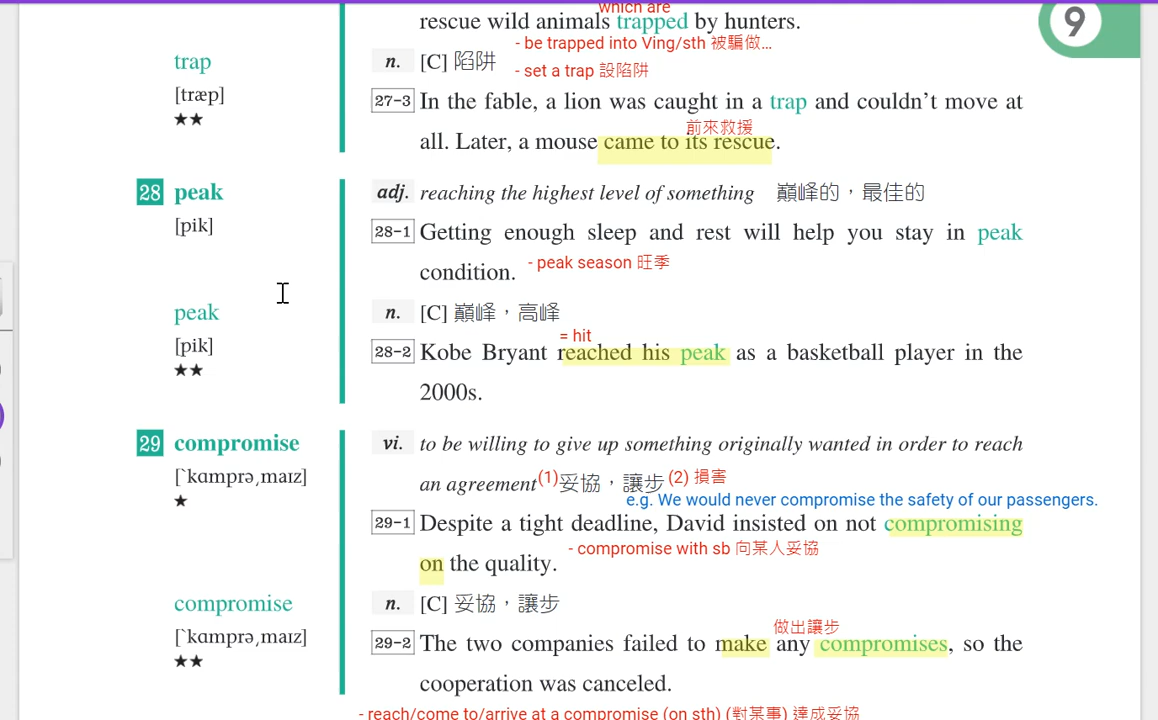 which are
rescue wild animals trapped by hunters.
9
- be trapped into Ving/sth 被騙做...
trap
n. [C] 陷阱
- set a trap 設陷阱
[træp]
27-3 In the fable, a lion was caught in a trap and couldn't move at
★★
前來救援
all. Later, a mouse came to its rescue.
28 peak
adj. reaching the highest level of something 巔峰的，最佳的
[pik]
28-1 Getting enough sleep and rest will help you stay in peak
condition. - peak season 旺季
peak
n. [C] 巔峰，高峰
= hit
[pik]
28-2 Kobe Bryant reached his peak as a basketball player in the
★★
2000s.
29 compromise
vi. to be willing to give up something originally wanted in order to reach
[ˋkɑmprəˌmaɪz]
an agreement (1)妥協，讓步 (2) 損害
★
e.g. We would never compromise the safety of our passengers.
29-1 Despite a tight deadline, David insisted on not compromising
- compromise with sb 向某人妥協
on the quality.
compromise
n. [C] 妥協，讓步
做出讓步
[ˋkɑmprəˌmaɪz]
29-2 The two companies failed to make any compromises, so the
★★
cooperation was canceled.
- reach/come to/arrive at a compromise (on sth) (對某事) 達成妥協